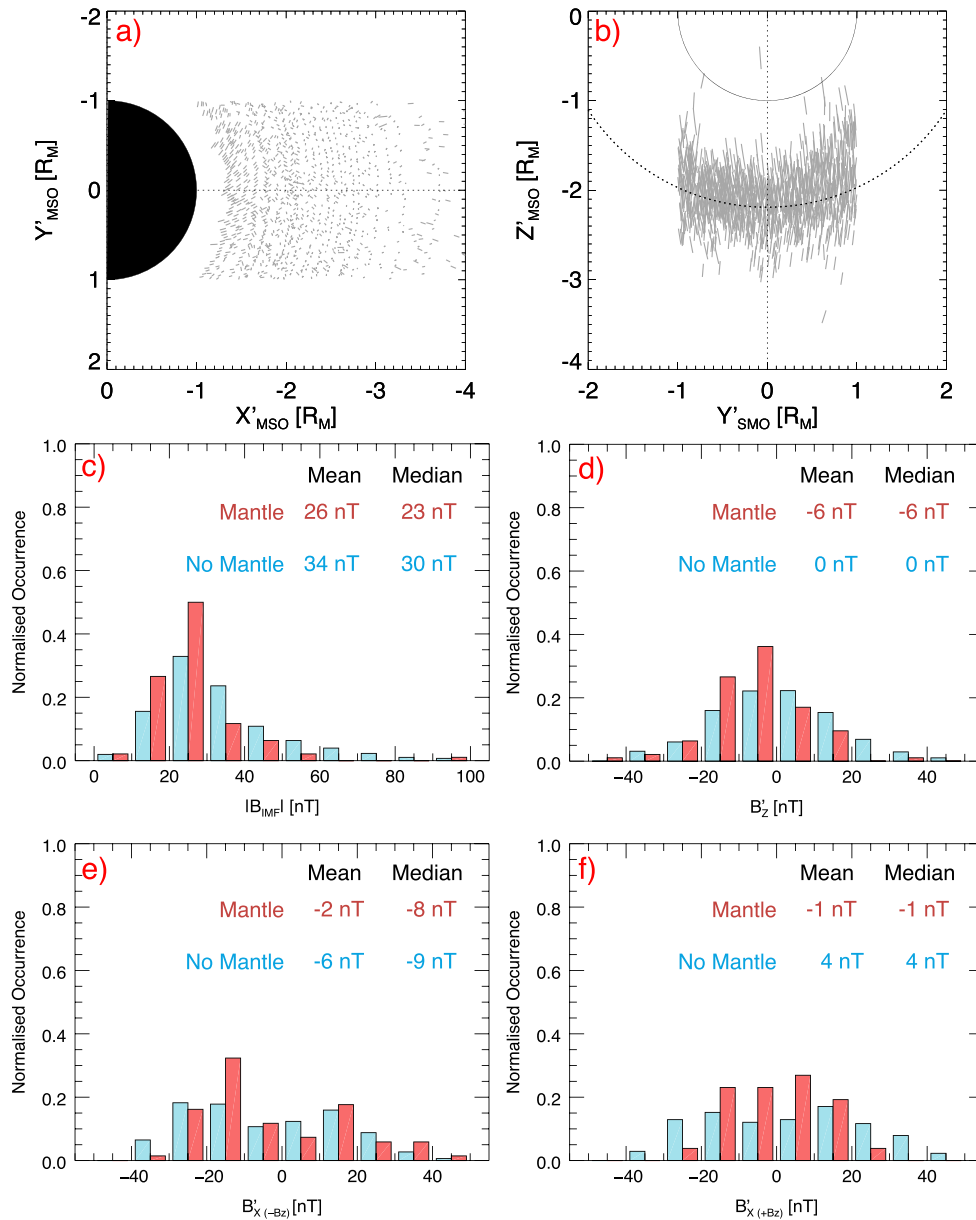 a)
-2
-1
0
1
2
Y'MSO [RM]
0 -1 -2 -3 -4
X'MSO [RM]
b)
0
-1
-2
-3
-4
Z'MSO [RM]
-2 -1 0 1 2
Y'SMO [RM]
c)
Mean Median
Mantle 26 nT 23 nT
No Mantle 34 nT 30 nT
1.0
0.8
0.6
0.4
0.2
0.0
Normalised Occurrence
0 20 40 60 80 100
|BIMF| [nT]
d)
Mean Median
Mantle -6 nT -6 nT
No Mantle 0 nT 0 nT
1.0
0.8
0.6
0.4
0.2
0.0
Normalised Occurrence
−40 −20 0 20 40
B'Z [nT]
e)
Mean Median
Mantle -2 nT -8 nT
No Mantle -6 nT -9 nT
1.0
0.8
0.6
0.4
0.2
0.0
Normalised Occurrence
−40 −20 0 20 40
B'X (−Bz) [nT]
f)
Mean Median
Mantle -1 nT -1 nT
No Mantle 4 nT 4 nT
1.0
0.8
0.6
0.4
0.2
0.0
Normalised Occurrence
−40 −20 0 20 40
B'X (+Bz) [nT]